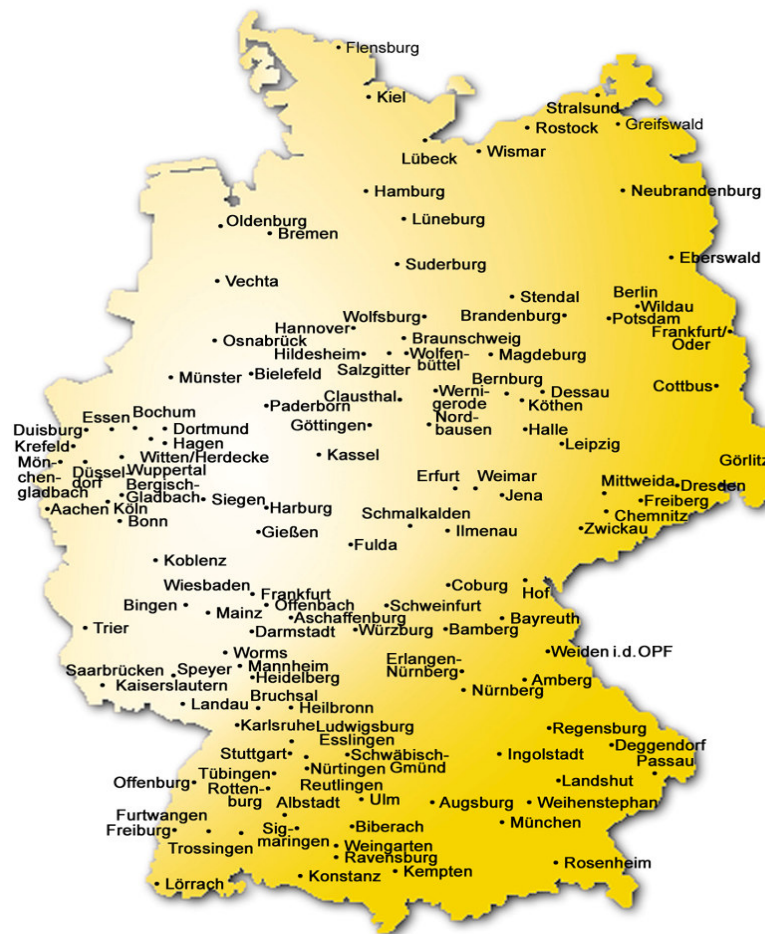 Flensburg
Kiel
Stralsund
Greifswald
Rostock
Lübeck
Wismar
Hamburg
Neubrandenburg
Lüneburg
Oldenburg
Bremen
Eberswald
Suderburg
Vechta
Stendal
Berlin
Wildau
Wolfsburg
Brandenburg
Potsdam
Hannover
Frankfurt/
Oder
Osnabrück
Braunschweig
Hildesheim
Wolfen-
büttel
Magdeburg
Salzgitter
Münster
Bielefeld
Bernburg
Dessau
Cottbus
Clausthal
Werni-
gerode
Köthen
Paderborn
Essen
Bochum
Göttingen
Nord-
bausen
Halle
Duisburg
Dortmund
Krefeld
Hagen
Leipzig
Witten/Herdecke
Kassel
Görlitz
Mön-
chen-
gladbach
Düssel-
dorf
Wuppertal
Bergisch-
Gladbach
Erfurt
Weimar
Mittweida
Dresden
Siegen
Jena
Freiberg
Aachen
Köln
Harburg
Schmalkalden
Chemnitz
Bonn
Gießen
Ilmenau
Zwickau
Fulda
Koblenz
Wiesbaden
Frankfurt
Coburg
Hof
Bingen
Mainz
Offenbach
Schweinfurt
Aschaffenburg
Bayreuth
Trier
Darmstadt
Würzburg
Bamberg
Worms
Weiden i.d.OPF
Saarbrücken
Speyer
Mannheim
Erlangen-
Nürnberg
Heidelberg
Amberg
Kaiserslautern
Nürnberg
Bruchsal
Landau
Heilbronn
Karlsruhe
Ludwigsburg
Regensburg
Esslingen
Deggendorf
Stuttgart
Schwäbisch-
Gmünd
Ingolstadt
Passau
Nürtingen
Tübingen
Offenburg
Reutlingen
Landshut
Rotten-
burg
Albstadt
Ulm
Augsburg
Weihenstephan
Furtwangen
Freiburg
Sig-
maringen
Biberach
München
Trossingen
Weingarten
Ravensburg
Rosenheim
Kempten
Konstanz
Lörrach